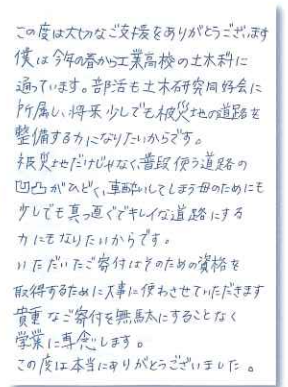 この度は大切なご支援をありがとうございます
僕は今年の春から工業高校の土木科に
通っています。部活も土木研究同好会に
所属し、将来少しでも被災地の道路を
整備する力になりたいからです。
被災地だけじゃなく、普段使う道路の
凹凸がひどく、車酔いしてしまう母のためにも
少しでも真っ直ぐでキレイな道路にする
力にもなりたいからです。
いただいたご寄付はそのための資格を
取得するために大事に使わさせていただきます
貴重なご寄付を無駄にすることなく
学業に専念します。
この度は本当にありがとうございました。